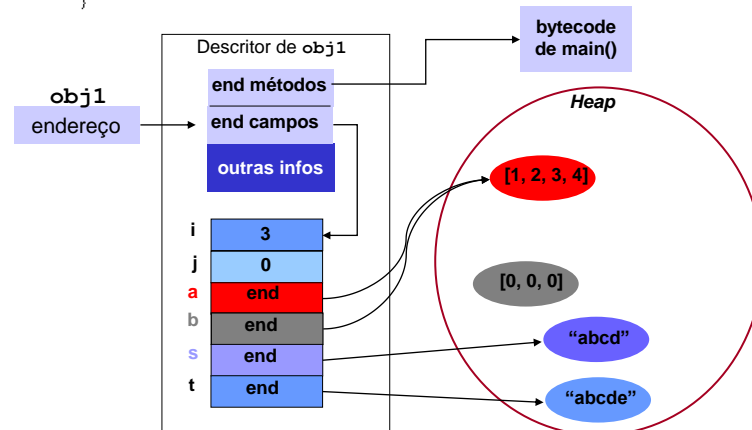 }
bytecode
de main()
Descritor de obj1
end métodos
obj1
endereço
end campos
outras infos
Heap
[1, 2, 3, 4]
i 3
j 0
a end
b end
s end
t end
[0, 0, 0]
“abcd”
“abcde”